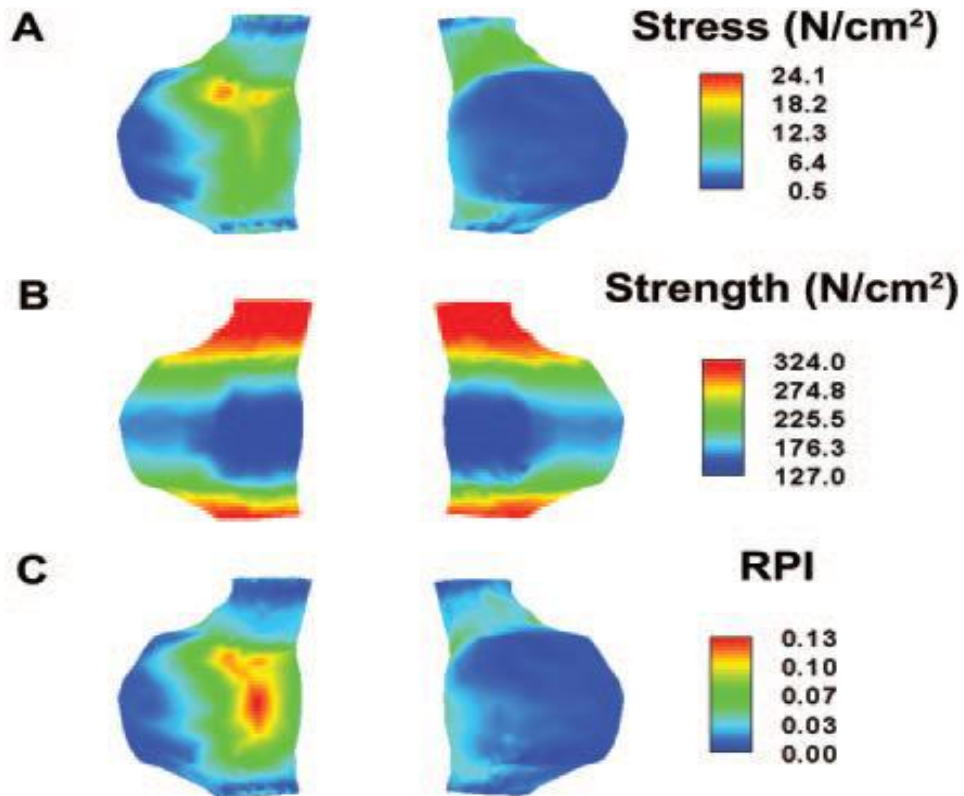 A
Stress (N/cm²)
24.1
18.2
12.3
6.4
0.5
B
Strength (N/cm²)
324.0
274.8
225.5
176.3
127.0
C
RPI
0.13
0.10
0.07
0.03
0.00